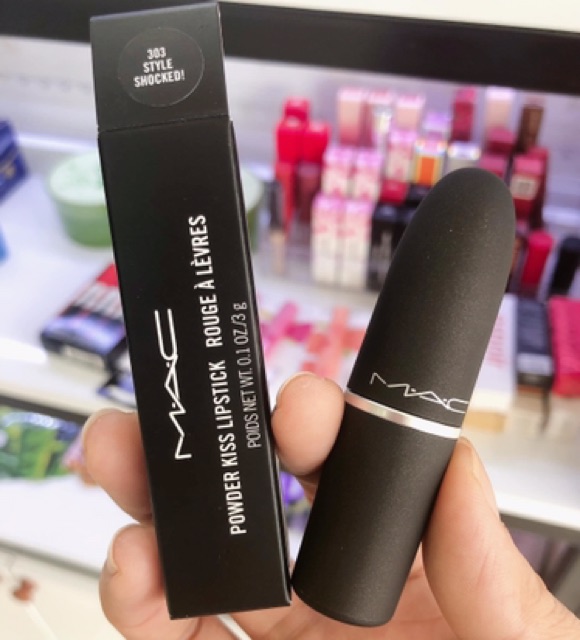 303
STYLE
SHOCKED!
M·A·C
POWDER KISS LIPSTICK ROUGE À LÈVRES
POIDS NET WT. 0.1 OZ./3 g
M·A·C